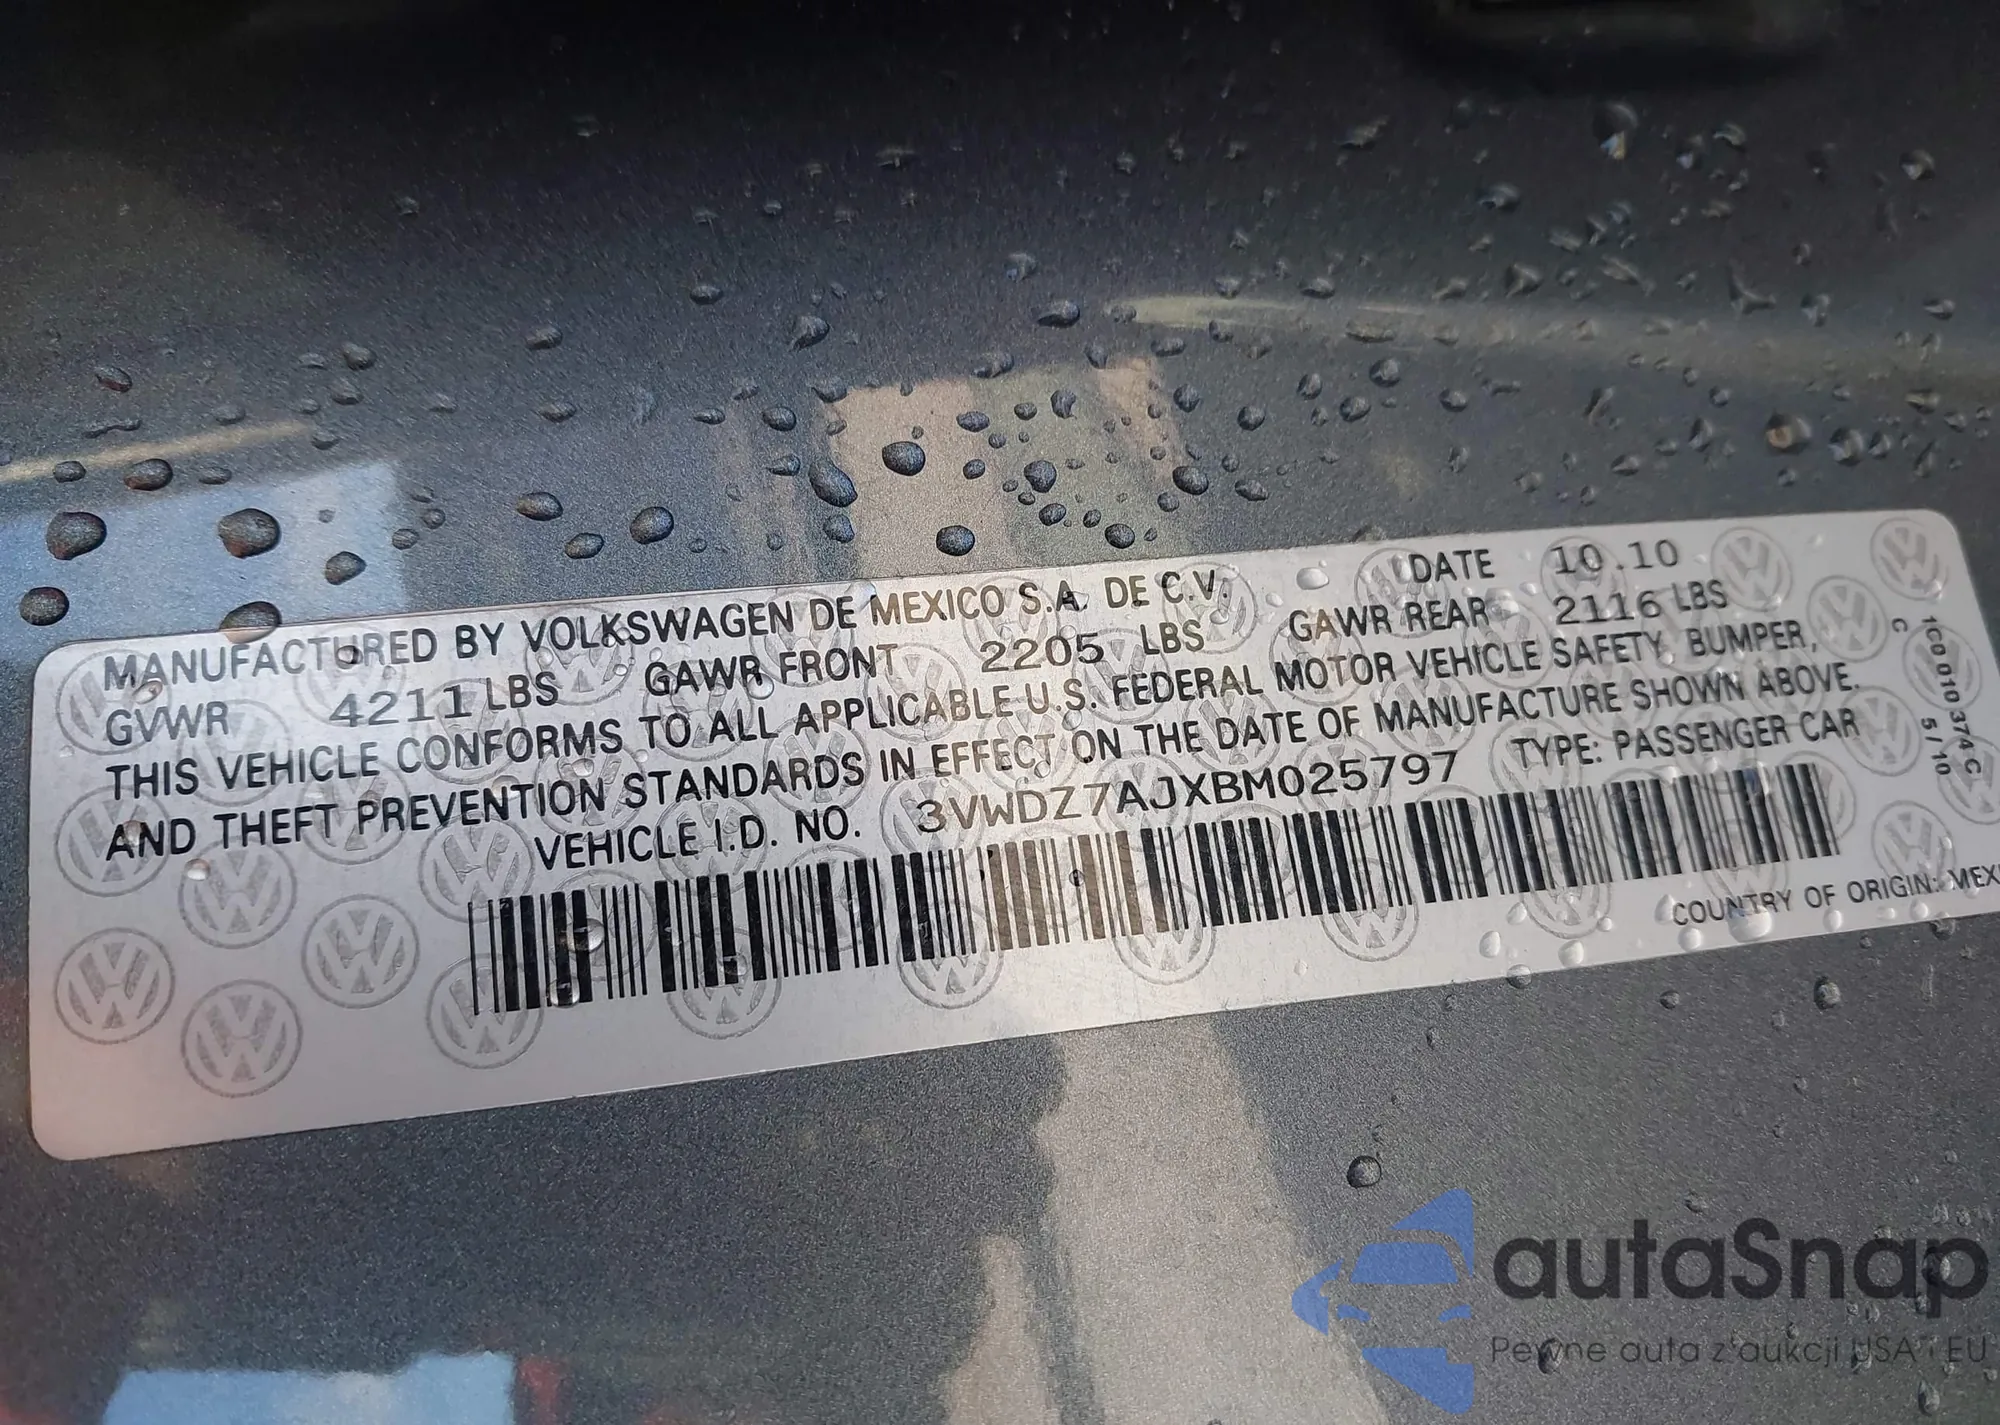 MANUFACTURED BY VOLKSWAGEN DE MEXICO S.A. DE C.V. DATE 10.10
GVWR 4211 LBS GAWR FRONT 2205 LBS GAWR REAR 2116 LBS
THIS VEHICLE CONFORMS TO ALL APPLICABLE U.S. FEDERAL MOTOR VEHICLE SAFETY, BUMPER,
AND THEFT PREVENTION STANDARDS IN EFFECT ON THE DATE OF MANUFACTURE SHOWN ABOVE.
VEHICLE I.D. NO. 3VWDZ7AJXBM025797 TYPE: PASSENGER CAR
COUNTRY OF ORIGIN: MEXI
1C0 010 374 C
C 5/10
autaSnap
Pewne auta z aukcji USA i EU